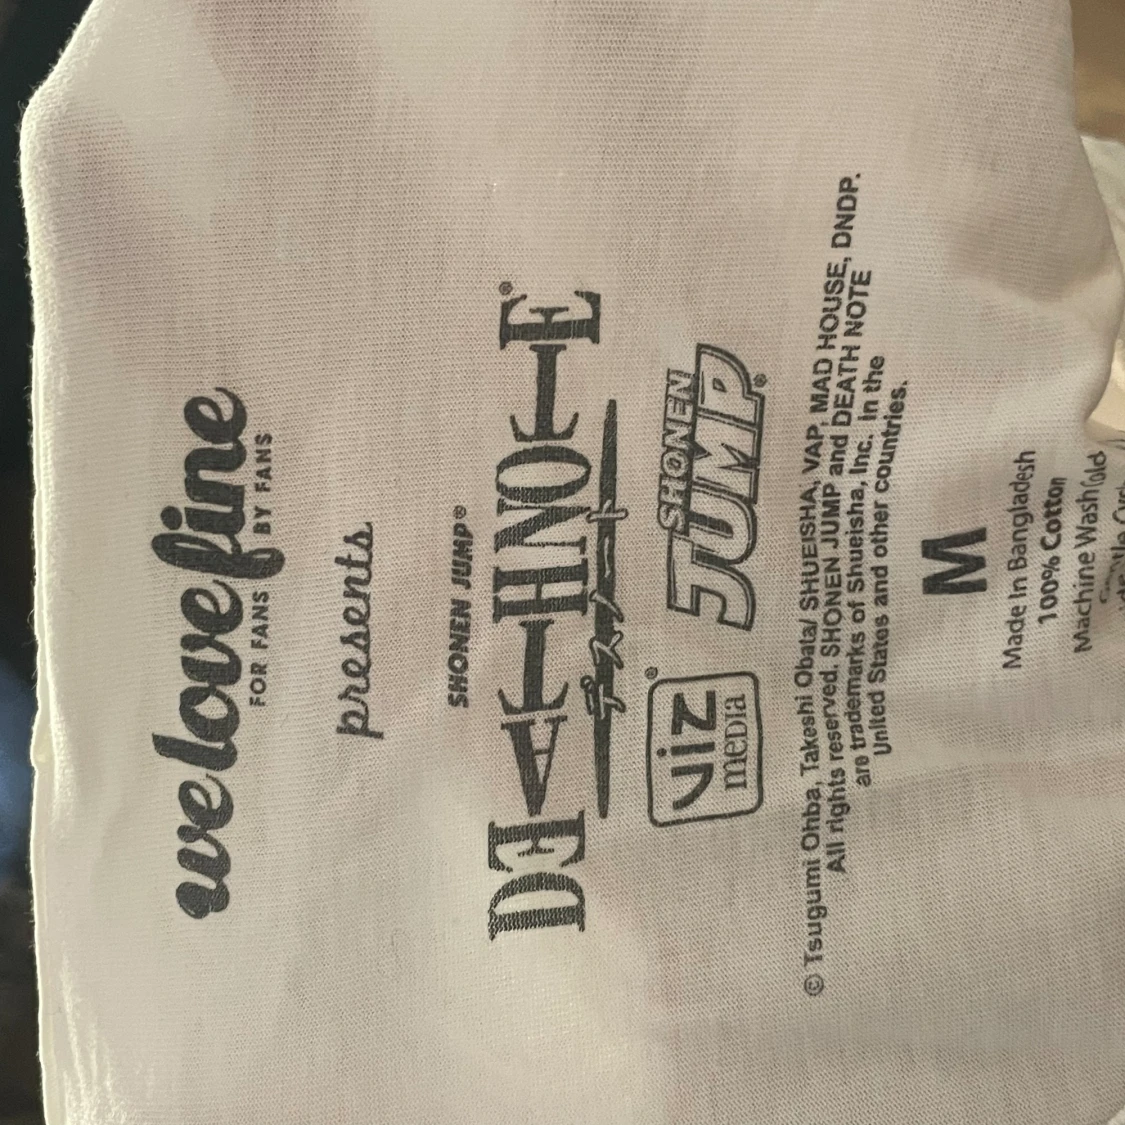 welovefine
FOR FANS BY FANS
presents
SHONEN JUMP®
DEATH NOTE®
デスノート
viz media®
SHONEN JUMP®
© Tsugumi Ohba, Takeshi Obata/ SHUEISHA, VAP, MAD HOUSE, DNDP.
All rights reserved. SHONEN JUMP and DEATH NOTE
are trademarks of Shueisha, Inc. in the
United States and other countries.
M
Made In Bangladesh
100% Cotton
Machine Wash Cold